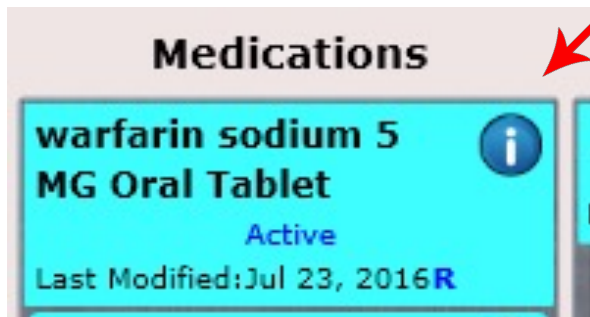 Medications
warfarin sodium 5
MG Oral Tablet
Active
Last Modified:Jul 23, 2016R